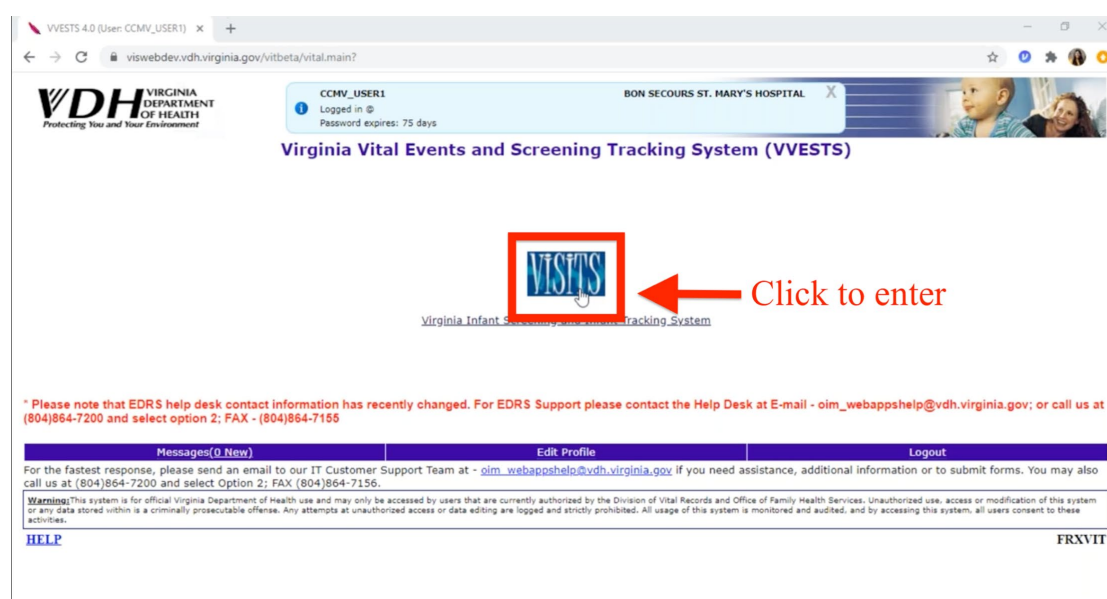 VVESTS 4.0 (User: CCMV_USER1)
viswebdev.vdh.virginia.gov/vitbeta/vital.main?
VDH VIRGINIA
DEPARTMENT
OF HEALTH
Protecting You and Your Environment
CCMV_USER1 BON SECOURS ST. MARY'S HOSPITAL X
Logged in @
Password expires: 75 days
Virginia Vital Events and Screening Tracking System (VVESTS)
VISITS
Click to enter
Virginia Infant Screening and Infant Tracking System
* Please note that EDRS help desk contact information has recently changed. For EDRS Support please contact the Help Desk at E-mail - oim_webappshelp@vdh.virginia.gov; or call us at
(804)864-7200 and select option 2; FAX - (804)864-7155
Messages(0 New) Edit Profile Logout
For the fastest response, please send an email to our IT Customer Support Team at - oim_webappshelp@vdh.virginia.gov if you need assistance, additional information or to submit forms. You may also
call us at (804)864-7200 and select Option 2; FAX (804)864-7156.
Warning:This system is for official Virginia Department of Health use and may only be accessed by users that are currently authorized by the Division of Vital Records and Office of Family Health Services. Unauthorized use, access or modification of this system
or any data stored within is a criminally prosecutable offense. Any attempts at unauthorized access or data editing are logged and strictly prohibited. All usage of this system is monitored and audited, and by accessing this system, all users consent to these
activities.
HELP FRXVIT